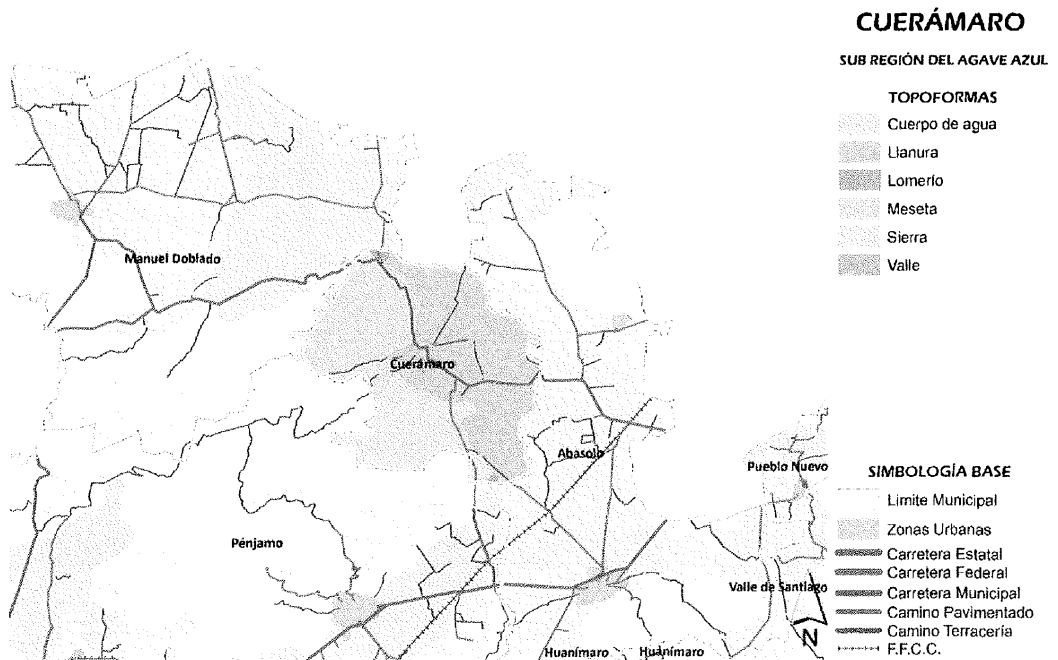 CUERÁMARO
SUB REGIÓN DEL AGAVE AZUL
TOPOFORMAS
Cuerpo de agua
Llanura
Lomerío
Meseta
Sierra
Valle
Manuel Doblado
Cuerámaro
Abasolo
Pueblo Nuevo
Pénjamo
Valle de Santiago
Huanímaro
Huanímaro
SIMBOLOGÍA BASE
Limite Municipal
Zonas Urbanas
Carretera Estatal
Carretera Federal
Carretera Municipal
Camino Pavimentado
Camino Terracería
F.F.C.C.
N